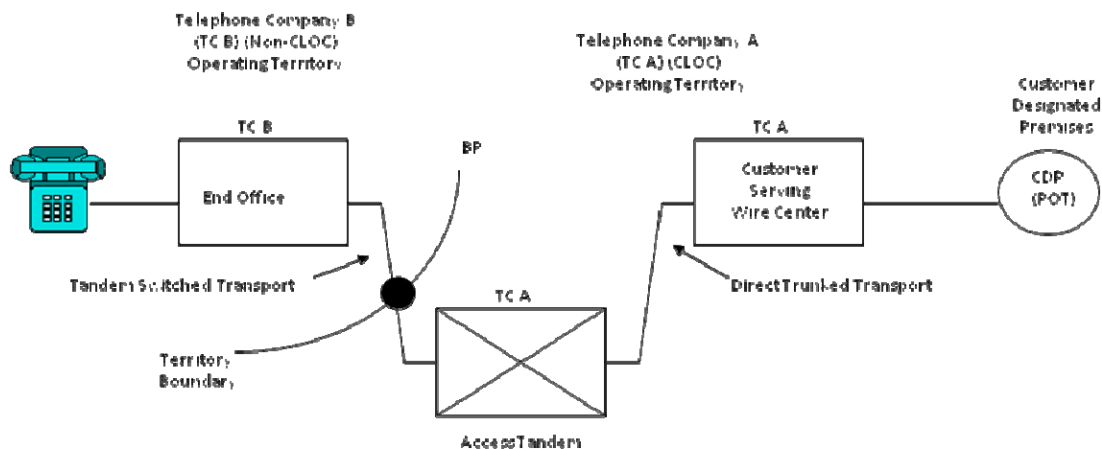 Telephone Company B
(TC B) (Non-CLOC)
Operating Territory
Telephone Company A
(TC A) (CLOC)
Operating Territory
Customer
Designated
Premises
TC B
BP
TC A
End Office
Customer
Serving
Wire Center
CDP
(POT)
Tandem Switched Transport
TC A
Direct Trunked Transport
Territory
Boundary
Access Tandem